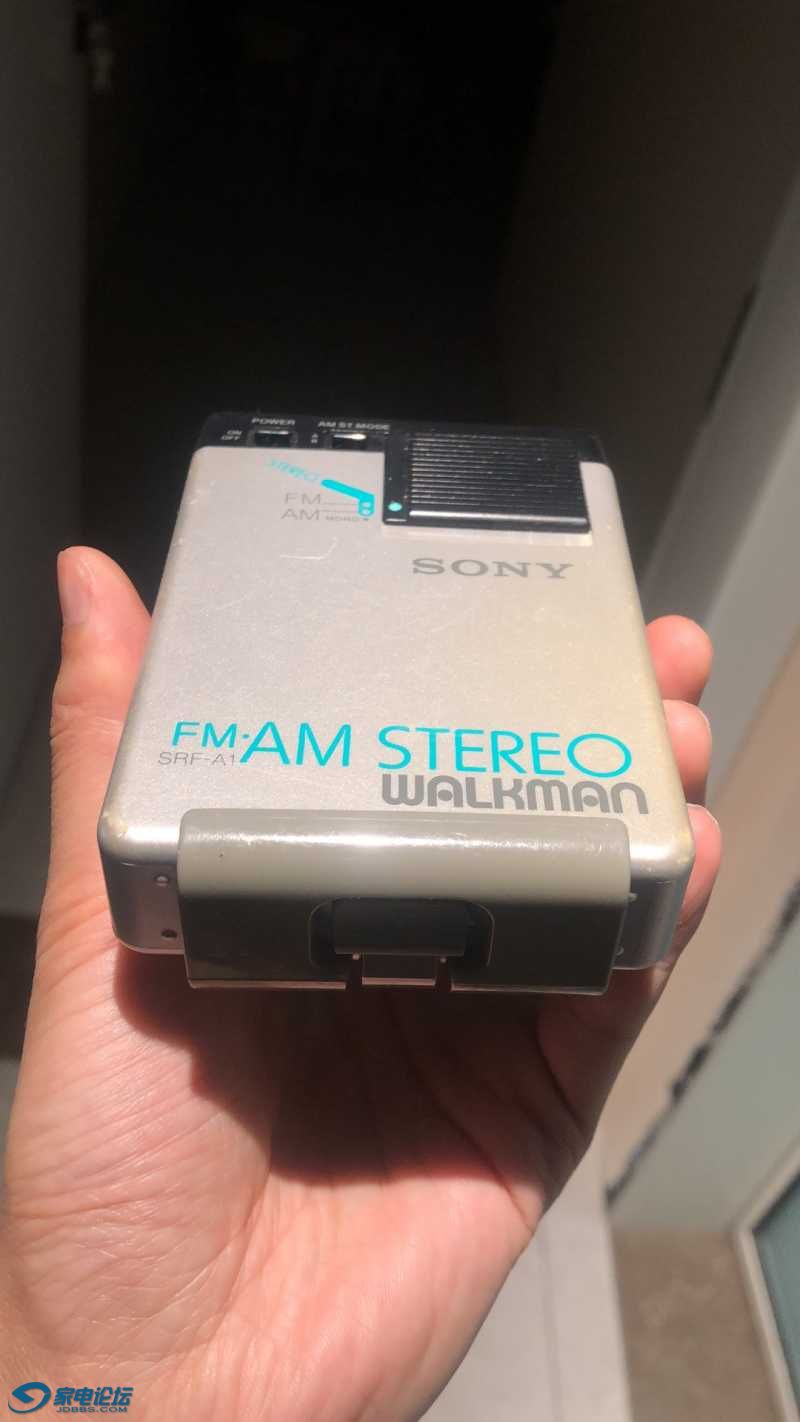 POWER
AM ST MODE
ON
OFF
A
B
FM
AM MONO
SONY
FM·AM STEREO
SRF-A1
WALKMAN
家电论坛
JDBBS.COM